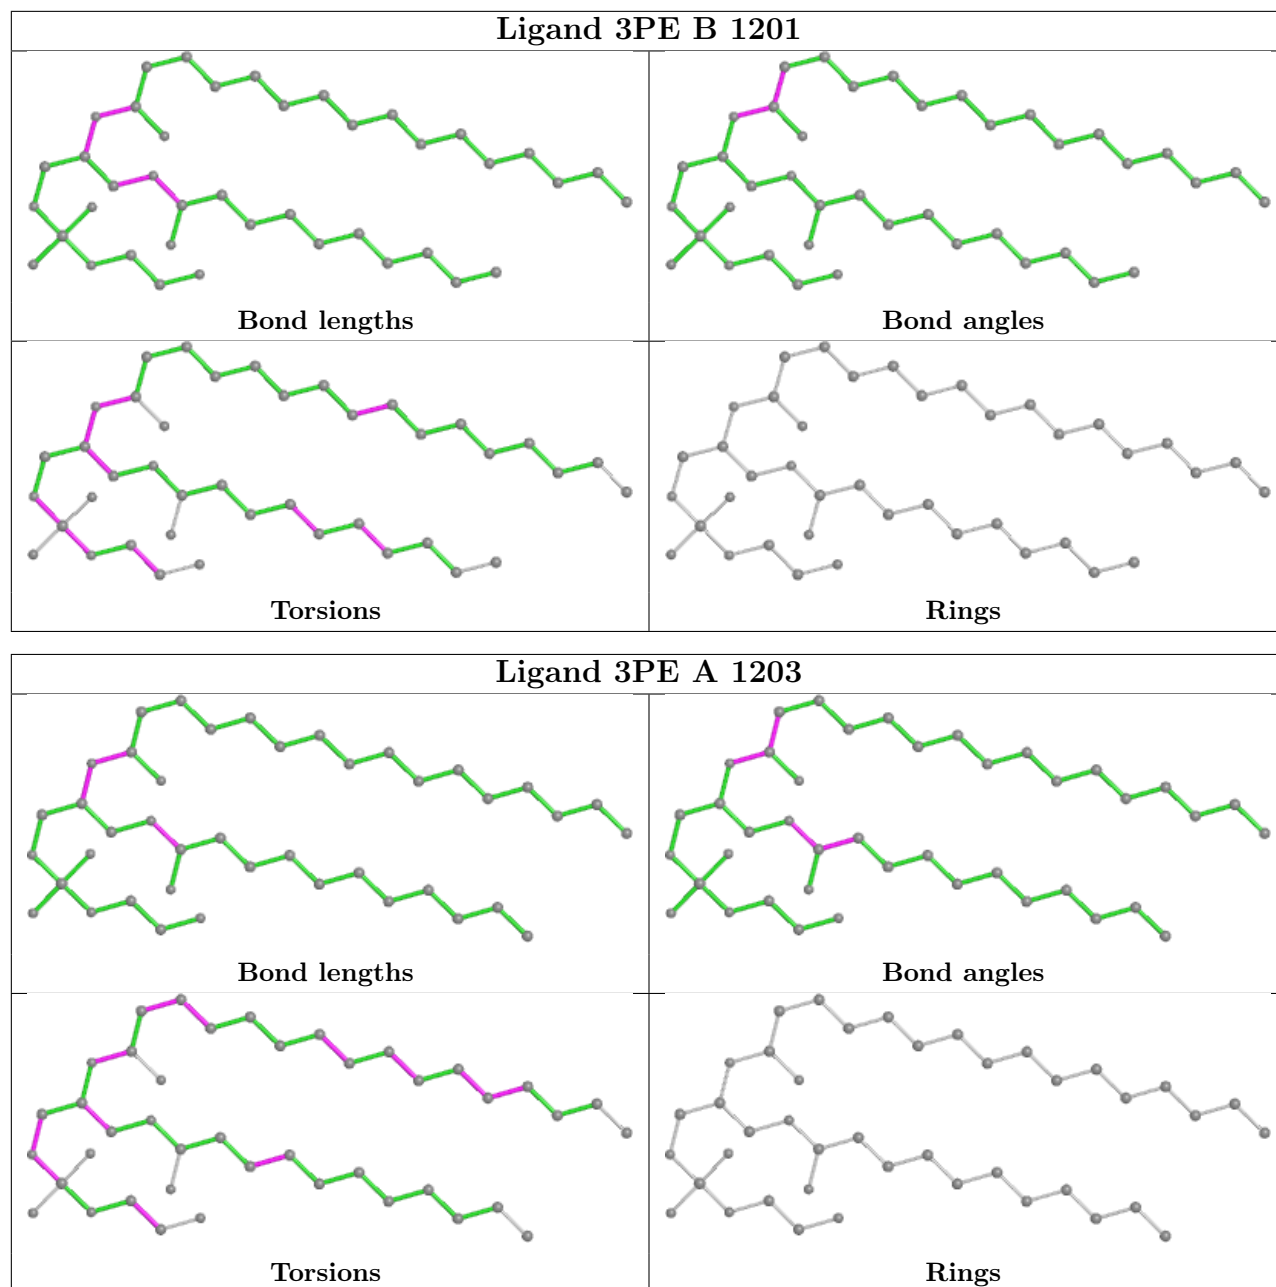 Ligand 3PE B 1201
Bond lengths
Bond angles
Torsions
Rings
Ligand 3PE A 1203
Bond lengths
Bond angles
Torsions
Rings